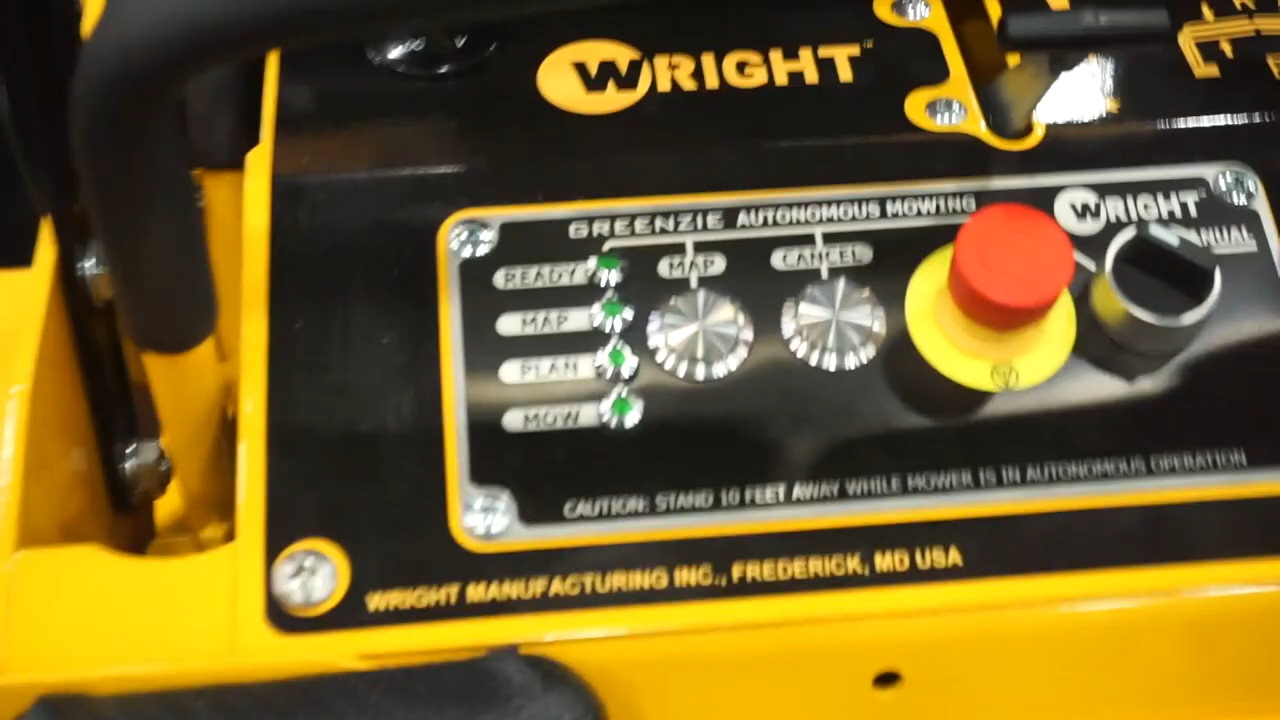 WRIGHT™
GREENZIE AUTONOMOUS MOWING
WRIGHT
READY
MAP
CANCEL
MAP
PLAN
MOW
CAUTION: STAND 10 FEET AWAY WHILE MOWER IS IN AUTONOMOUS OPERATION
WRIGHT MANUFACTURING INC., FREDERICK, MD USA